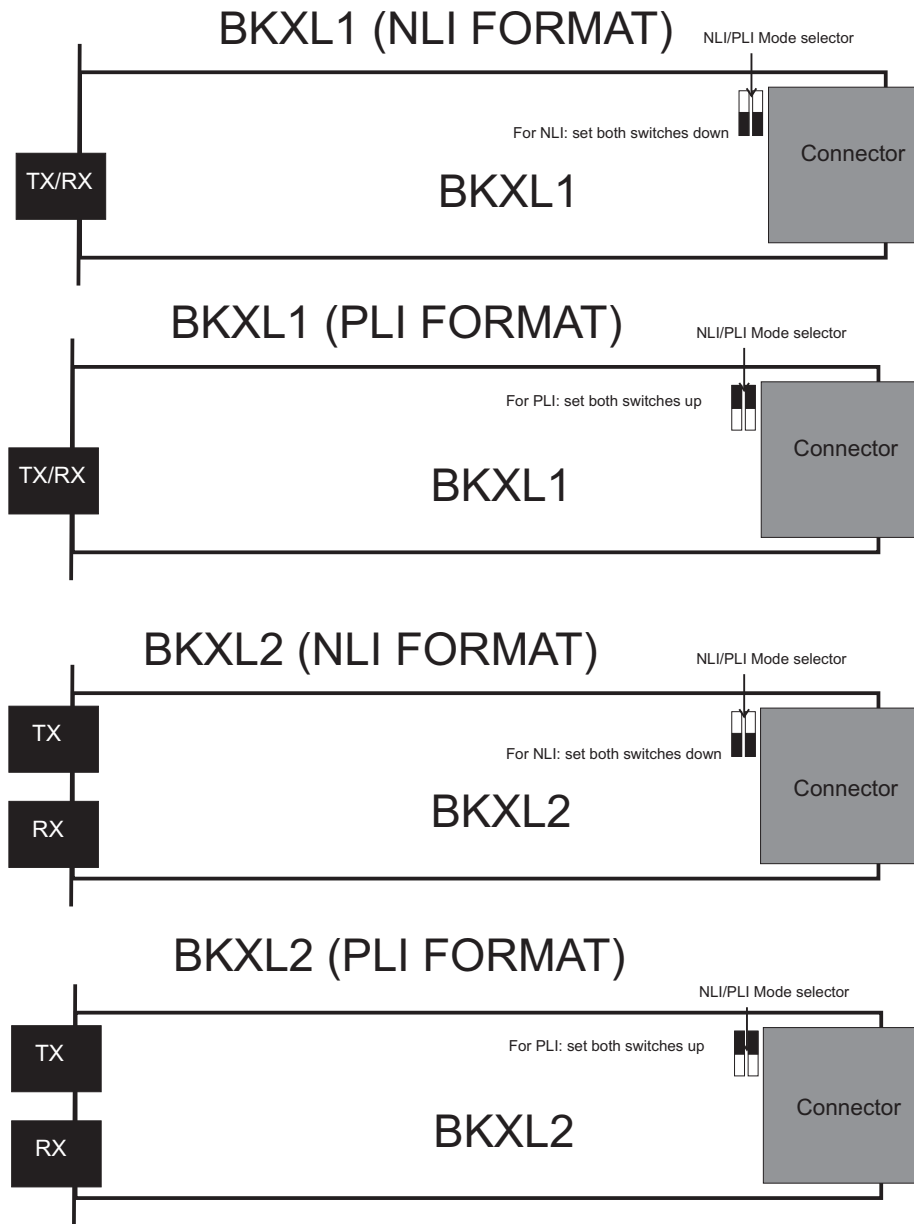 BKXL1 (NLI FORMAT)
NLI/PLI Mode selector
For NLI: set both switches down
Connector
TX/RX
BKXL1
BKXL1 (PLI FORMAT)
NLI/PLI Mode selector
For PLI: set both switches up
Connector
TX/RX
BKXL1
BKXL2 (NLI FORMAT)
NLI/PLI Mode selector
TX
For NLI: set both switches down
Connector
BKXL2
RX
BKXL2 (PLI FORMAT)
NLI/PLI Mode selector
TX
For PLI: set both switches up
Connector
BKXL2
RX